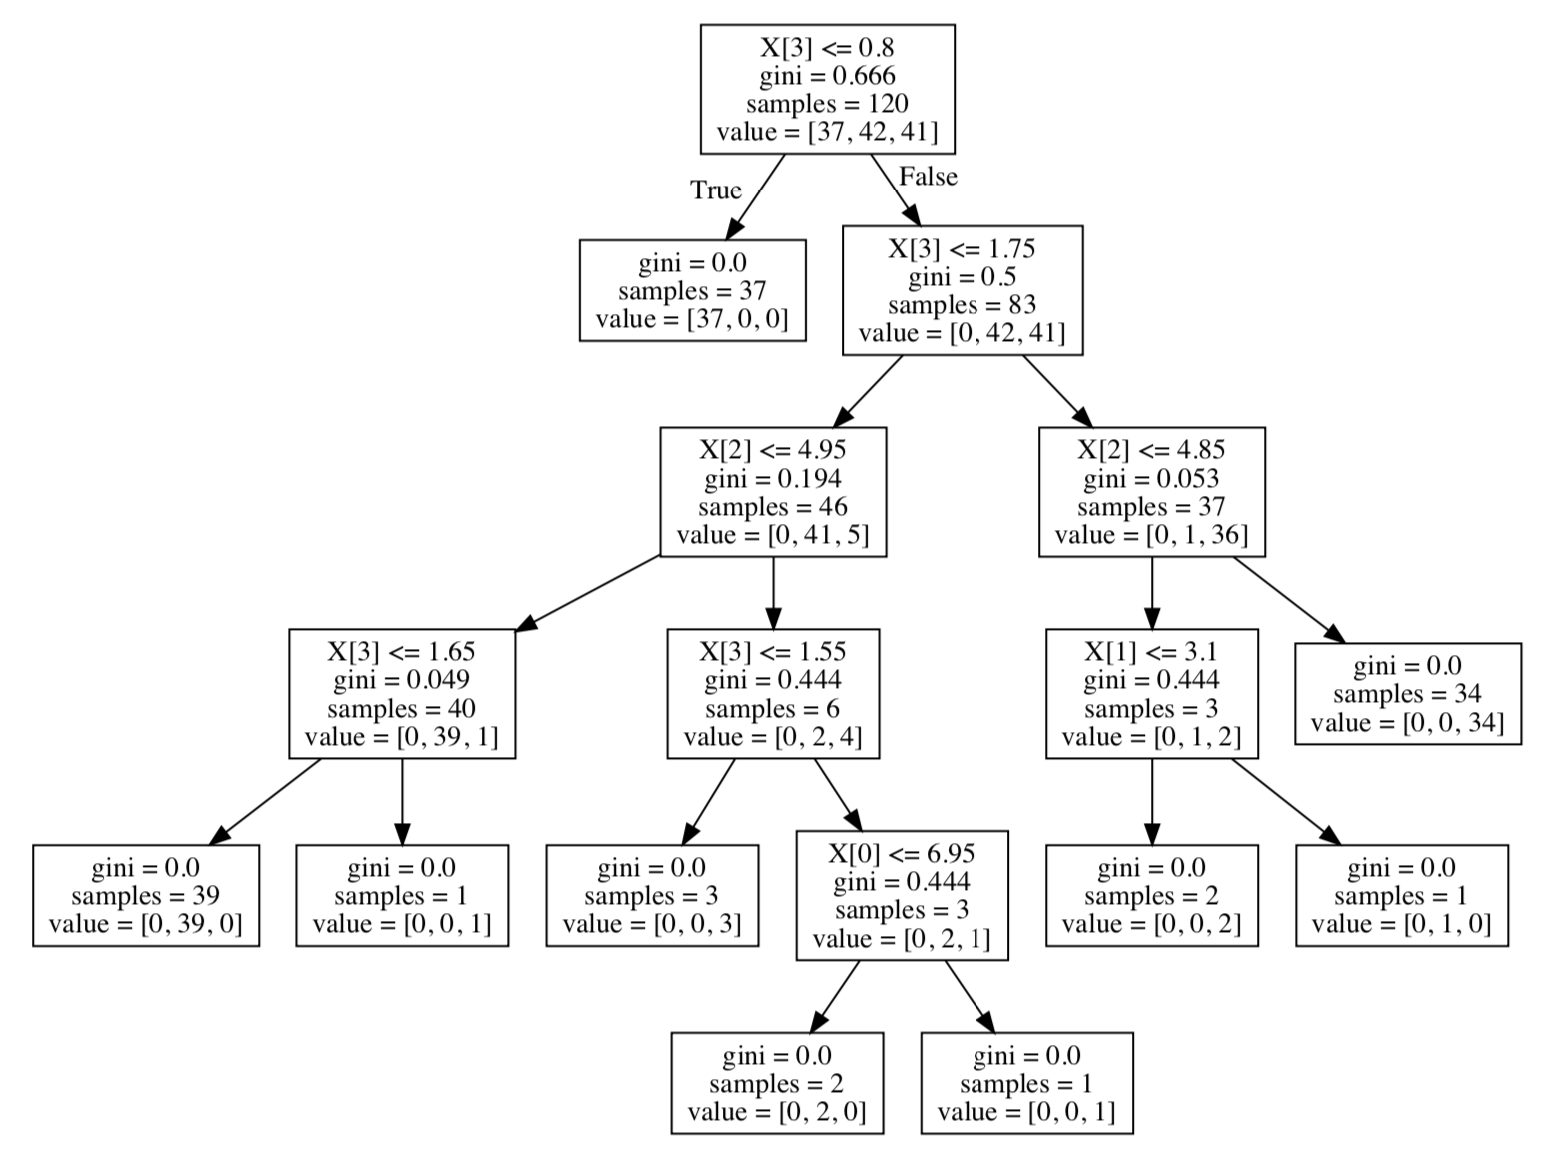 X[3] <= 0.8
gini = 0.666
samples = 120
value = [37, 42, 41]
True
False
gini = 0.0
samples = 37
value = [37, 0, 0]
X[3] <= 1.75
gini = 0.5
samples = 83
value = [0, 42, 41]
X[2] <= 4.95
gini = 0.194
samples = 46
value = [0, 41, 5]
X[2] <= 4.85
gini = 0.053
samples = 37
value = [0, 1, 36]
X[3] <= 1.65
gini = 0.049
samples = 40
value = [0, 39, 1]
X[3] <= 1.55
gini = 0.444
samples = 6
value = [0, 2, 4]
X[1] <= 3.1
gini = 0.444
samples = 3
value = [0, 1, 2]
gini = 0.0
samples = 34
value = [0, 0, 34]
gini = 0.0
samples = 39
value = [0, 39, 0]
gini = 0.0
samples = 1
value = [0, 0, 1]
gini = 0.0
samples = 3
value = [0, 0, 3]
X[0] <= 6.95
gini = 0.444
samples = 3
value = [0, 2, 1]
gini = 0.0
samples = 2
value = [0, 0, 2]
gini = 0.0
samples = 1
value = [0, 1, 0]
gini = 0.0
samples = 2
value = [0, 2, 0]
gini = 0.0
samples = 1
value = [0, 0, 1]